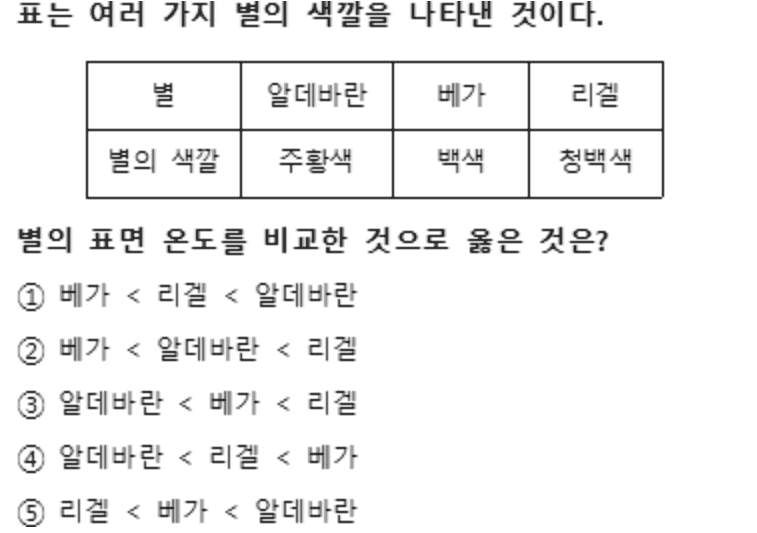 표는 여러 가지 별의 색깔을 나타낸 것이다.
별 알데바란 베가 리겔
별의 색깔 주황색 백색 청백색
별의 표면 온도를 비교한 것으로 옳은 것은?
① 베가 < 리겔 < 알데바란
② 베가 < 알데바란 < 리겔
③ 알데바란 < 베가 < 리겔
④ 알데바란 < 리겔 < 베가
⑤ 리겔 < 베가 < 알데바란